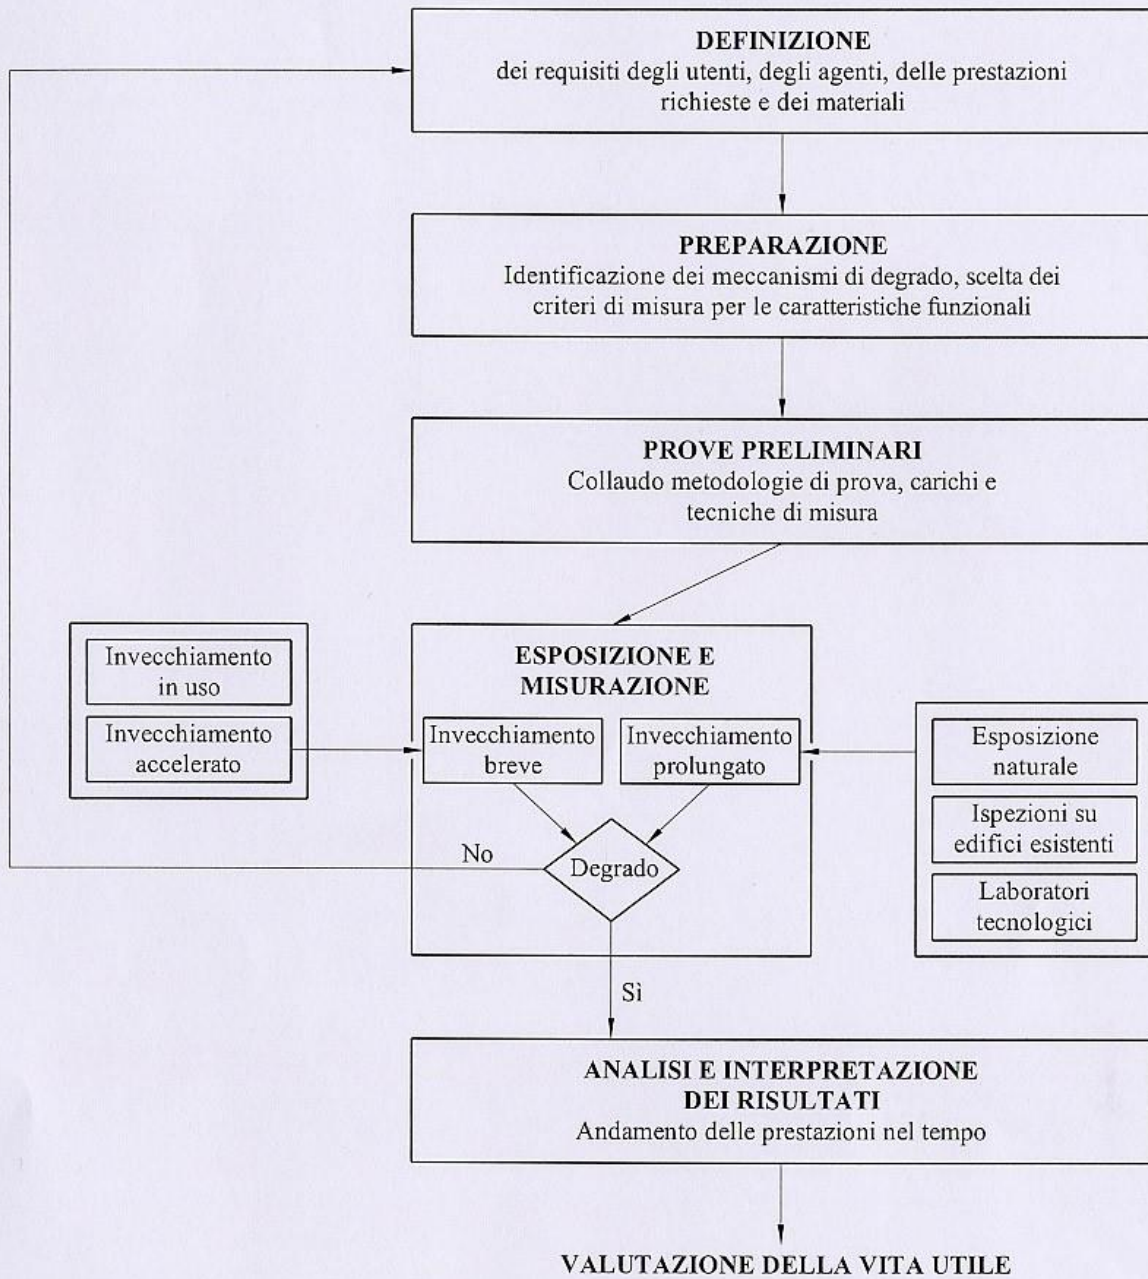 DEFINIZIONE
dei requisiti degli utenti, degli agenti, delle prestazioni
richieste e dei materiali
PREPARAZIONE
Identificazione dei meccanismi di degrado, scelta dei
criteri di misura per le caratteristiche funzionali
PROVE PRELIMINARI
Collaudo metodologie di prova, carichi e
tecniche di misura
Invecchiamento
in uso
Invecchiamento
accelerato
ESPOSIZIONE E
MISURAZIONE
Invecchiamento
breve
Invecchiamento
prolungato
Esposizione
naturale
Ispezioni su
edifici esistenti
Laboratori
tecnologici
No
Degrado
Sì
ANALISI E INTERPRETAZIONE
DEI RISULTATI
Andamento delle prestazioni nel tempo
VALUTAZIONE DELLA VITA UTILE